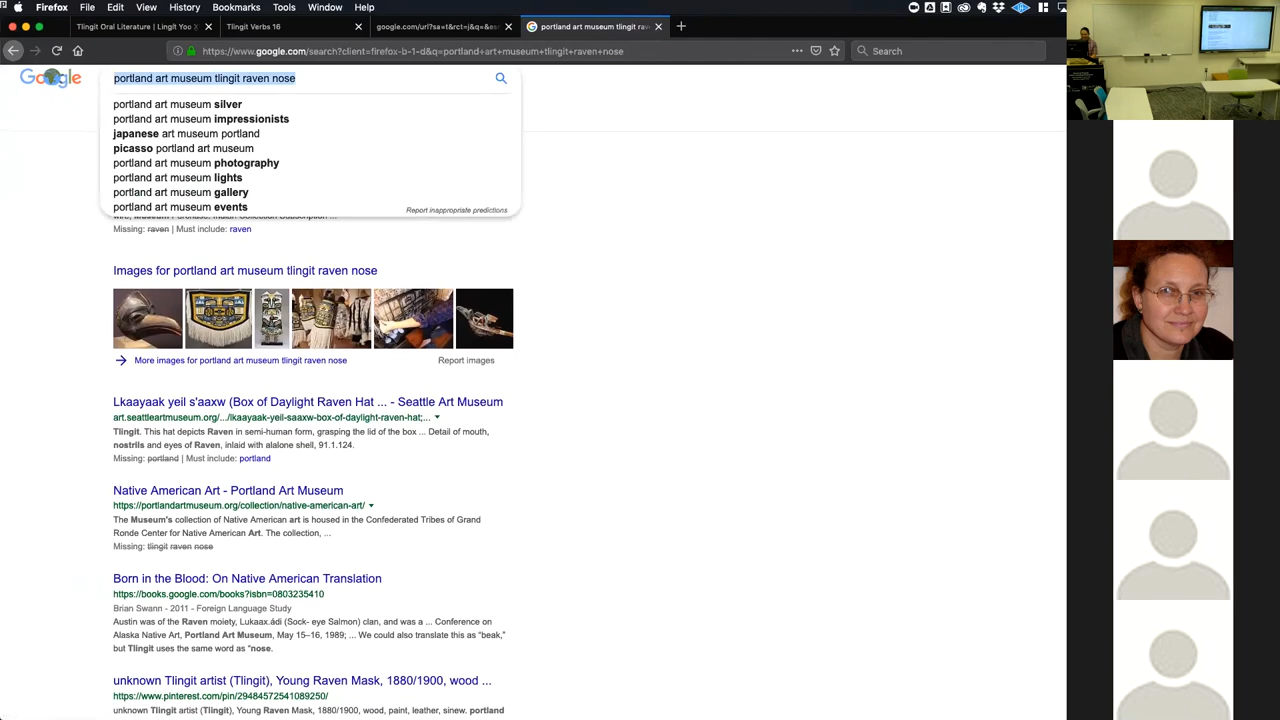 Firefox File Edit View History Bookmarks Tools Window Help
Tlingit Oral Literature | Lingít Yoo X
Tlingit Verbs 16
google.com/url?sa=t&rct=j&q=&es
portland art museum tlingit raven
https://www.google.com/search?client=firefox-b-1-d&q=portland+art+museum+tlingit+raven+nose
Search
Google
portland art museum tlingit raven nose
portland art museum silver
portland art museum impressionists
japanese art museum portland
picasso portland art museum
portland art museum photography
portland art museum lights
portland art museum gallery
portland art museum events
Report inappropriate predictions
Missing: raven | Must include: raven
Images for portland art museum tlingit raven nose
More images for portland art museum tlingit raven nose
Report images
Lkaayaak yeil s'aaxw (Box of Daylight Raven Hat ... - Seattle Art Museum
art.seattleartmuseum.org/.../lkaayaak-yeil-saaxw-box-of-daylight-raven-hat;...
Tlingit. This hat depicts Raven in semi-human form, grasping the lid of the box ... Detail of mouth,
nostrils and eyes of Raven, inlaid with alalone shell, 91.1.124.
Missing: portland | Must include: portland
Native American Art - Portland Art Museum
https://portlandartmuseum.org/collection/native-american-art/
The Museum's collection of Native American art is housed in the Confederated Tribes of Grand
Ronde Center for Native American Art. The collection, ...
Missing: tlingit raven nose
Born in the Blood: On Native American Translation
https://books.google.com/books?isbn=0803235410
Brian Swann - 2011 - Foreign Language Study
Austin was of the Raven moiety, Lukaax.ádi (Sock- eye Salmon) clan, and was a ... Conference on
Alaska Native Art, Portland Art Museum, May 15–16, 1989; ... We could also translate this as “beak,”
but Tlingit uses the same word as “nose.
unknown Tlingit artist (Tlingit), Young Raven Mask, 1880/1900, wood ...
https://www.pinterest.com/pin/29484572541089250/
unknown Tlingit artist (Tlingit), Young Raven Mask, 1880/1900, wood, paint, leather, sinew. portland